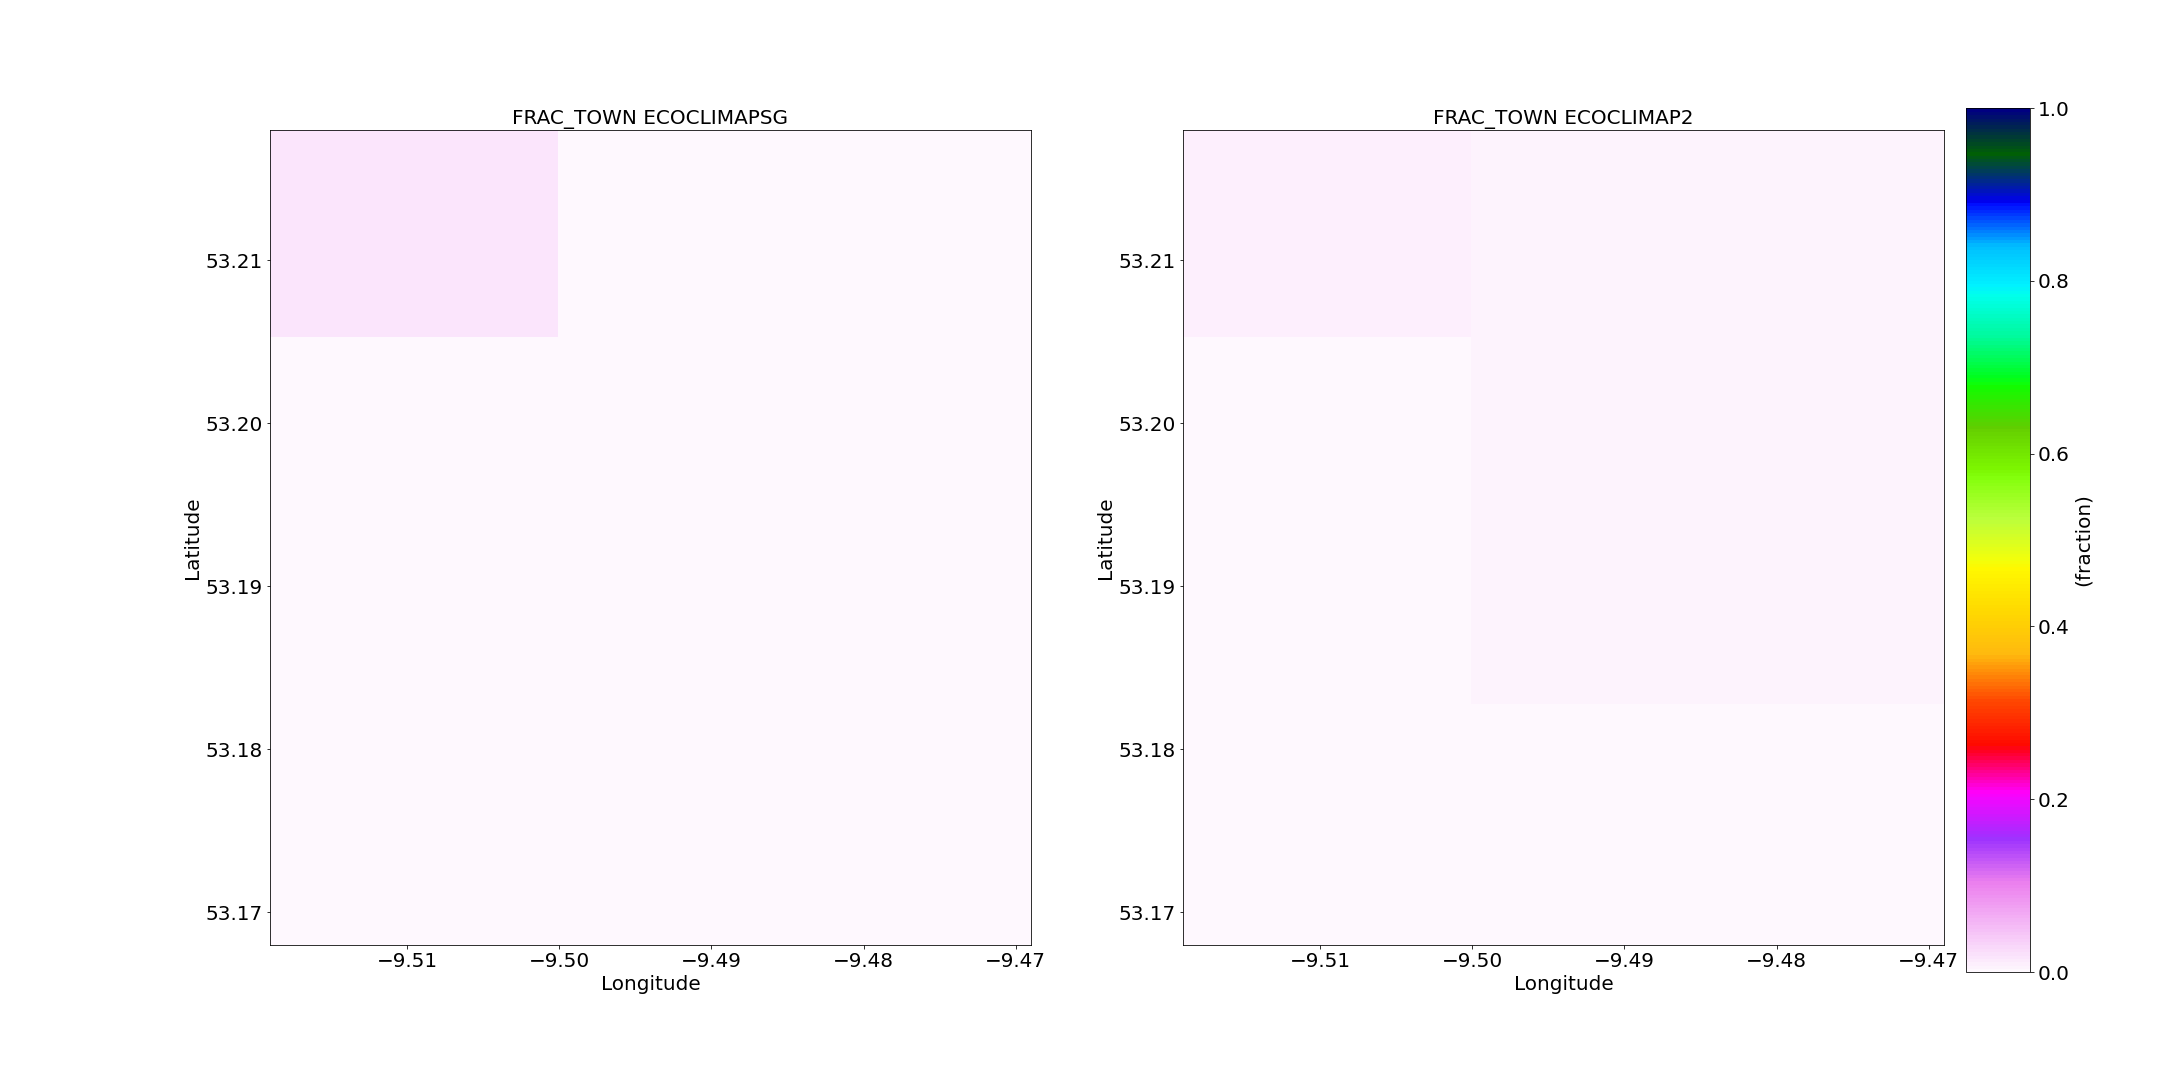 FRAC_TOWN ECOCLIMAPSG
53.21
53.20
53.19
53.18
53.17
Latitude
−9.51 −9.50 −9.49 −9.48 −9.47
Longitude
FRAC_TOWN ECOCLIMAP2
53.21
53.20
53.19
53.18
53.17
Latitude
−9.51 −9.50 −9.49 −9.48 −9.47
Longitude
1.0
0.8
0.6
0.4
0.2
0.0
(fraction)